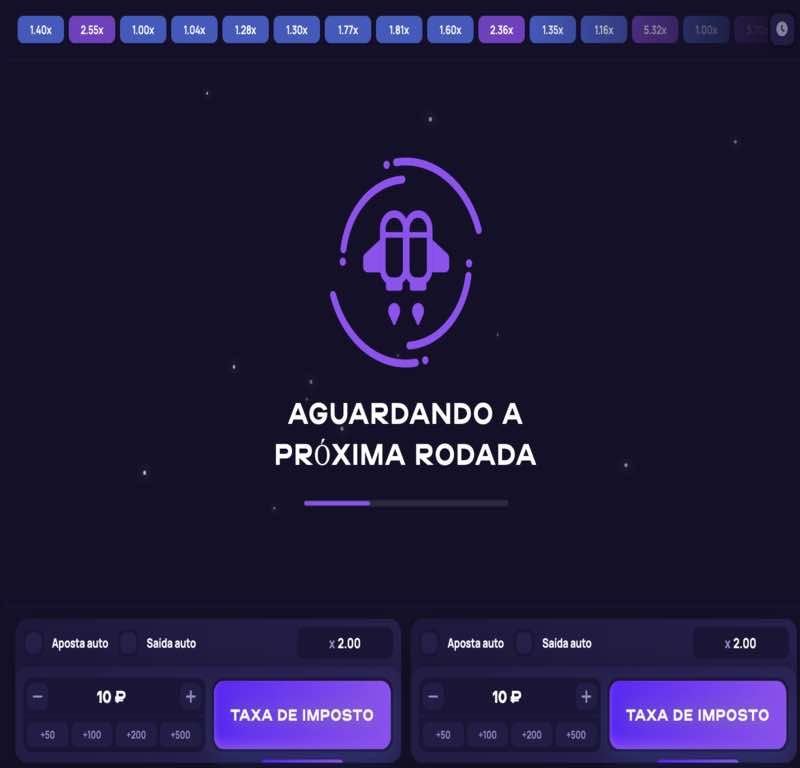 1.40x 2.55x 1.00x 1.04x 1.28x 1.30x 1.77x 1.81x 1.60x 2.36x 1.35x 1.16x 5.32x 1.00x
AGUARDANDO A
PRÓXIMA RODADA
Aposta auto Saída auto x 2.00
10 ₽
+50 +100 +200 +500
TAXA DE IMPOSTO
Aposta auto Saída auto x 2.00
10 ₽
+50 +100 +200 +500
TAXA DE IMPOSTO